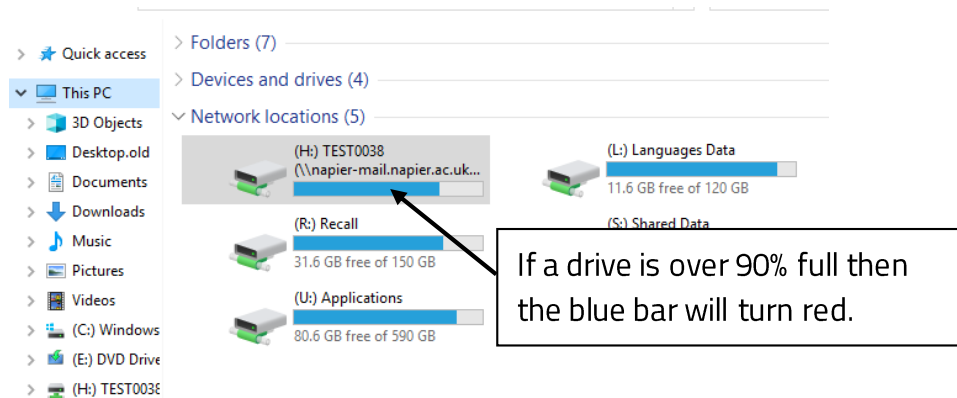 Quick access
This PC
3D Objects
Desktop.old
Documents
Downloads
Music
Pictures
Videos
(C:) Windows
(E:) DVD Drive
(H:) TEST0038
Folders (7)
Devices and drives (4)
Network locations (5)
(H:) TEST0038
(\\napier-mail.napier.ac.uk...
(L:) Languages Data
11.6 GB free of 120 GB
(R:) Recall
31.6 GB free of 150 GB
(S:) Shared Data
(U:) Applications
80.6 GB free of 590 GB
If a drive is over 90% full then
the blue bar will turn red.